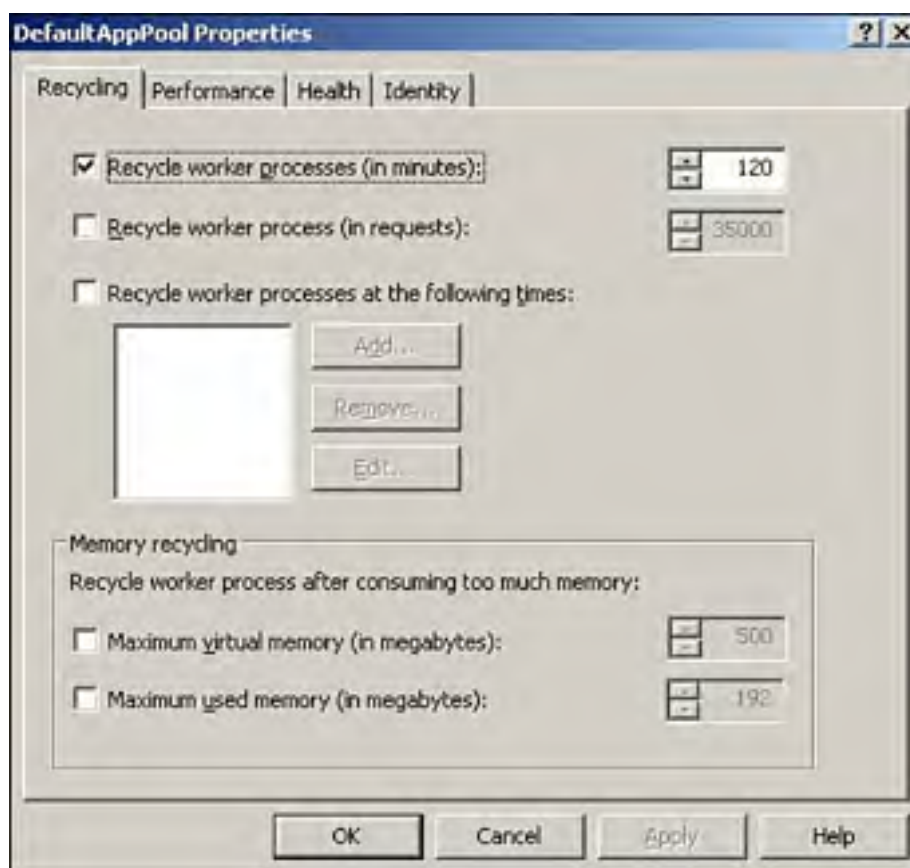 DefaultAppPool Properties
Recycling Performance Health Identity
Recycle worker processes (in minutes): 120
Recycle worker process (in requests): 35000
Recycle worker processes at the following times:
Add...
Remove...
Edit...
Memory recycling
Recycle worker process after consuming too much memory:
Maximum virtual memory (in megabytes): 500
Maximum used memory (in megabytes): 192
OK Cancel Apply Help